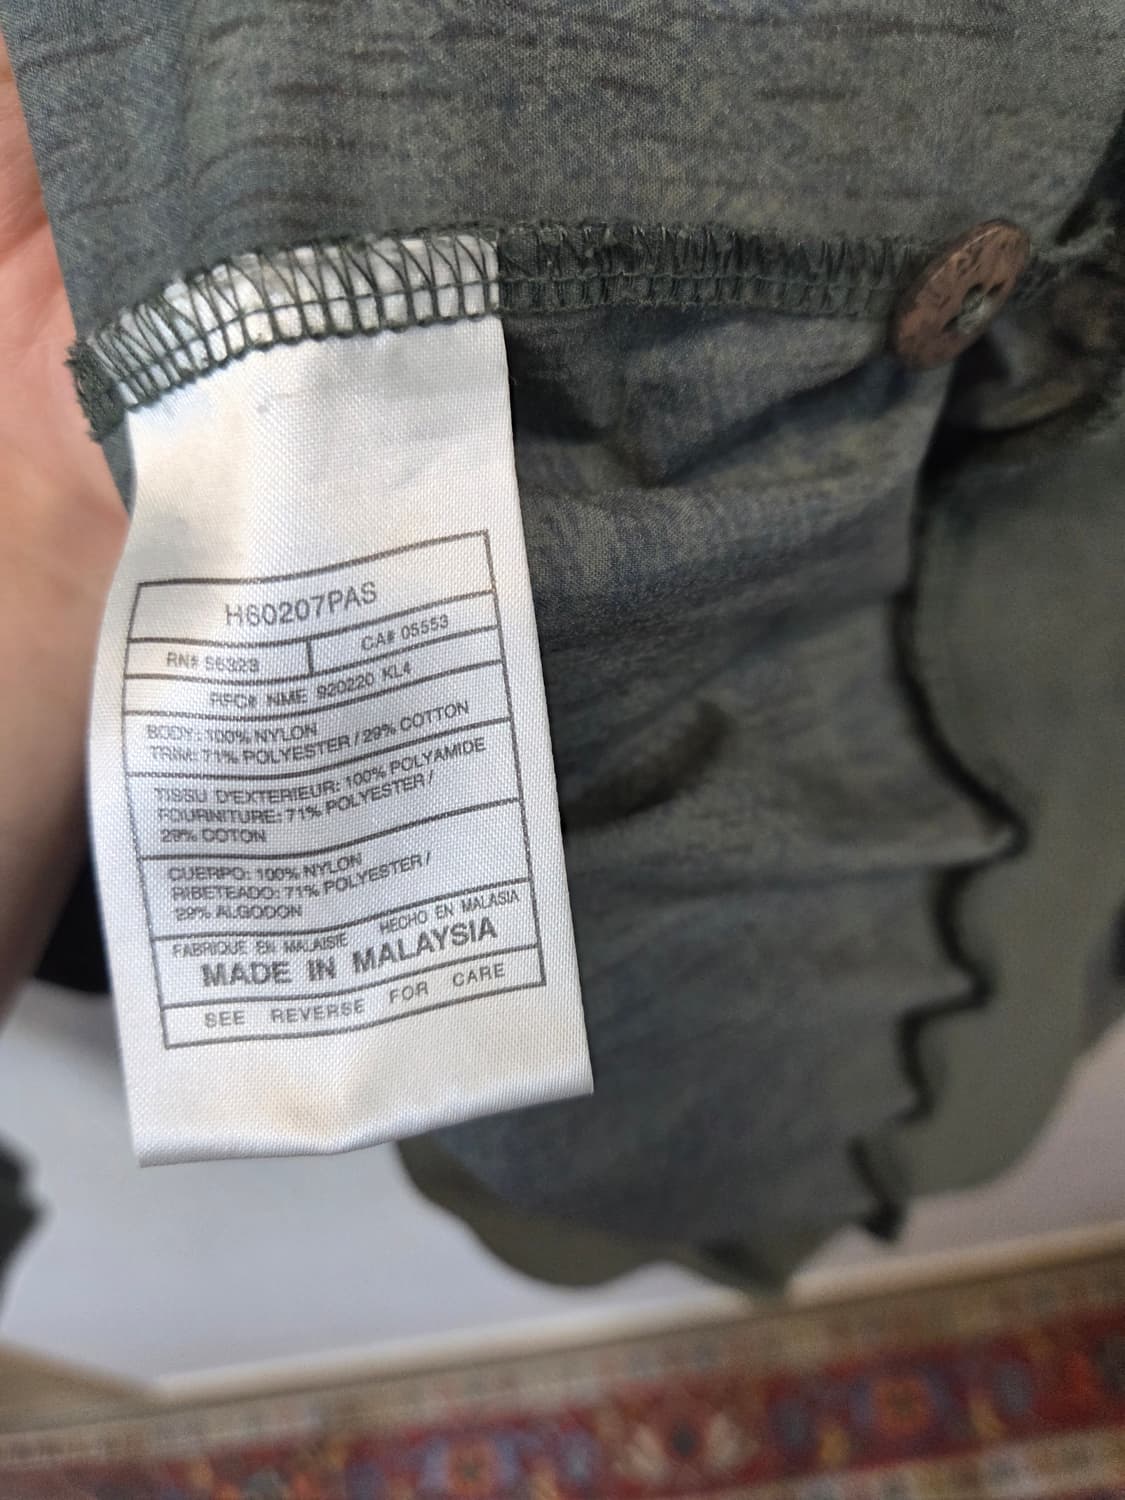 H60207PAS
RN# 56323 CA# 05553
RFC# NME 920220 KL4
BODY: 100% NYLON
TRIM: 71% POLYESTER / 29% COTTON
TISSU D'EXTERIEUR: 100% POLYAMIDE
FOURNITURE: 71% POLYESTER /
29% COTON
CUERPO: 100% NYLON
RIBETEADO: 71% POLYESTER /
29% ALGODON
FABRIQUE EN MALAISIE HECHO EN MALASIA
MADE IN MALAYSIA
SEE REVERSE FOR CARE